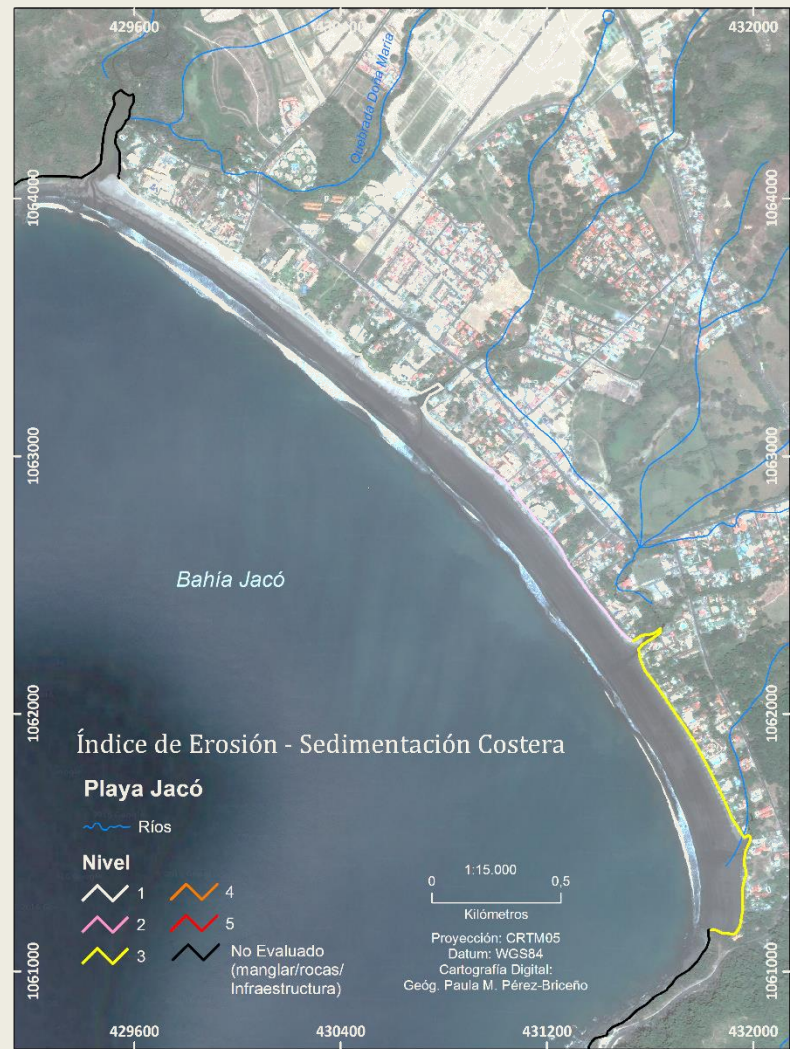 429600 430400 431200 432000
Quebrada Doña María
1064000
1064000
1063000
1063000
Bahía Jacó
1062000
1062000
Índice de Erosión - Sedimentación Costera
Playa Jacó
Ríos
Nivel
1
2
3
4
5
No Evaluado
(manglar/rocas/
Infraestructura)
1:15.000
0 0,5
Kilómetros
Proyección: CRTM05
Datum: WGS84
Cartografía Digital:
Geóg. Paula M. Pérez-Briceño
1061000
1061000
429600 430400 431200 432000